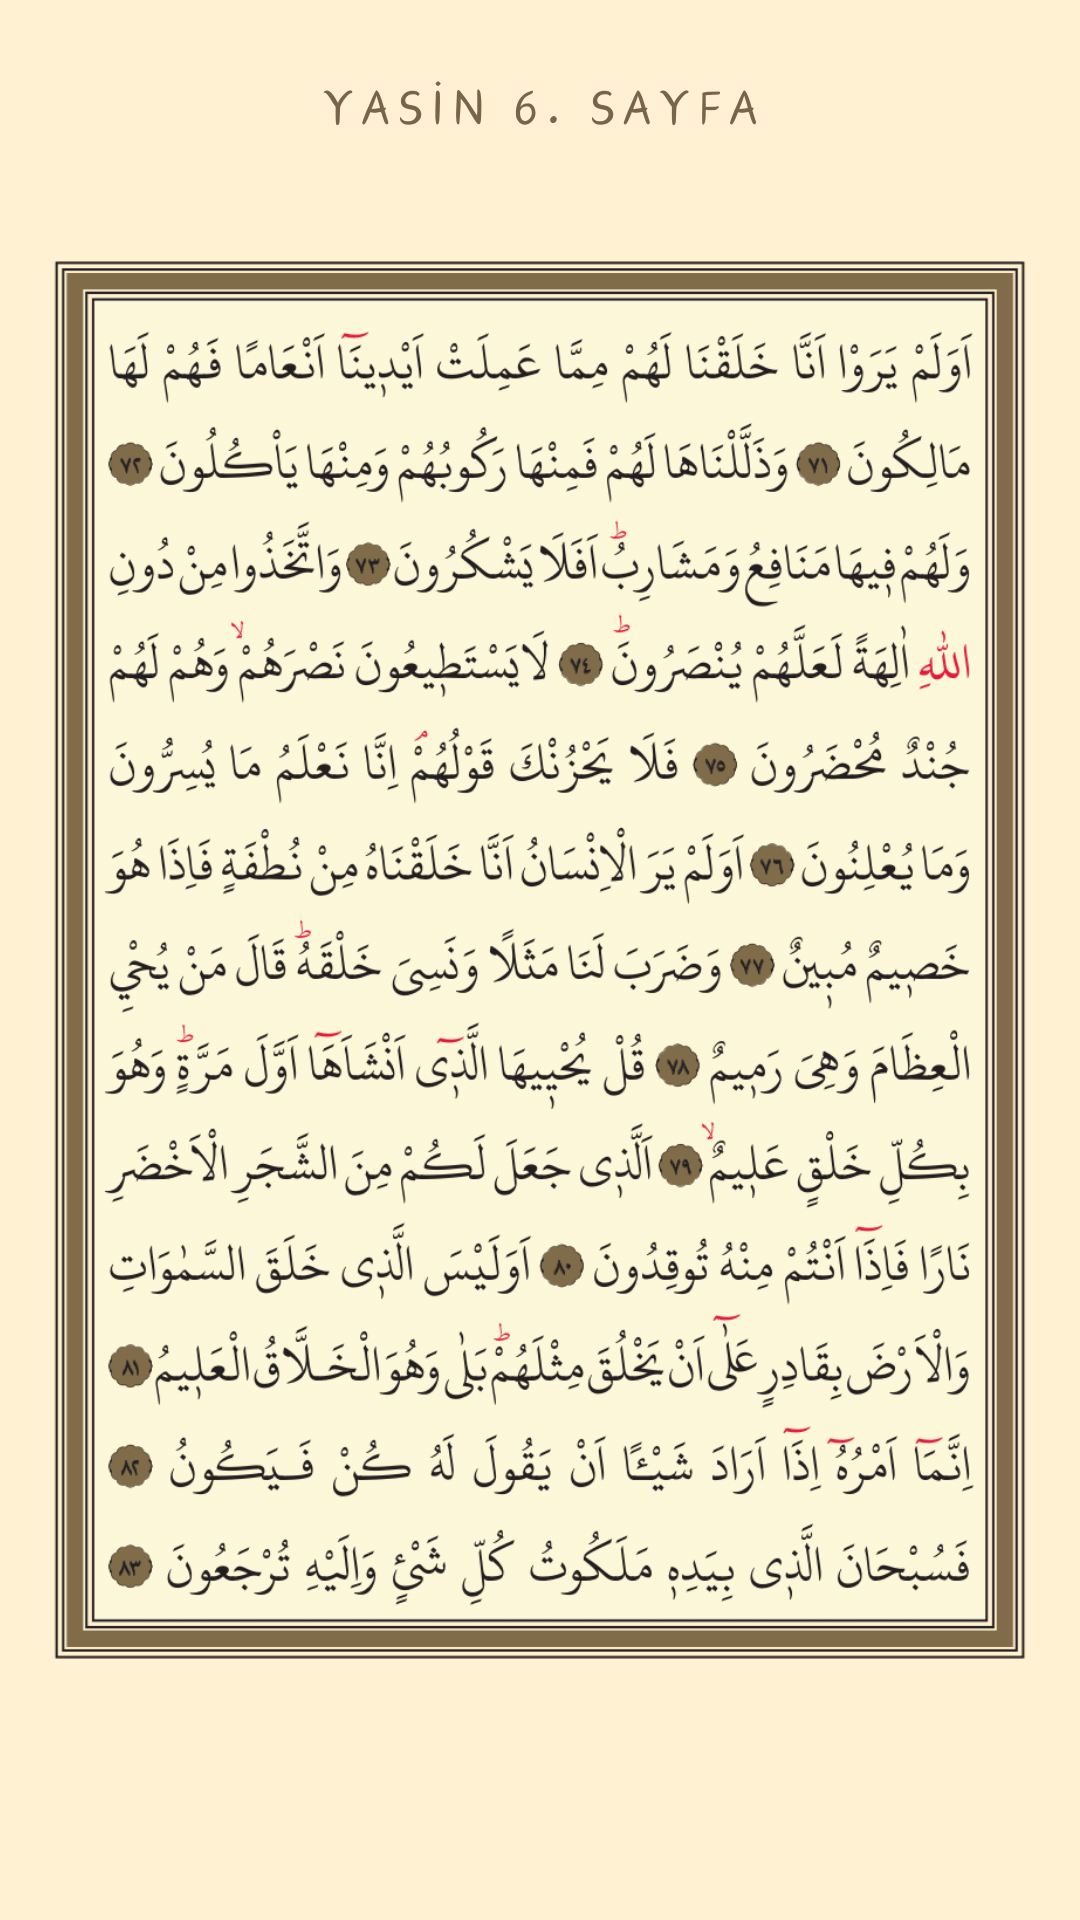 YASİN 6. SAYFA
اَوَلَمْ يَرَوْا اَنَّا خَلَقْنَا لَهُمْ مِمَّا عَمِلَتْ اَيْد۪ينَٓا اَنْعَامًا فَهُمْ لَهَا
مَالِكُونَ ﴿٧١﴾ وَذَلَّلْنَاهَا لَهُمْ فَمِنْهَا رَكُوبُهُمْ وَمِنْهَا يَاْكُلُونَ ﴿٧٢﴾
وَلَهُمْ ف۪يهَا مَنَافِعُ وَمَشَارِبُۜ اَفَلَا يَشْكُرُونَ ﴿٧٣﴾ وَاتَّخَذُوا مِنْ دُونِ
اللّٰهِ اٰلِهَةً لَعَلَّهُمْ يُنْصَرُونَۜ ﴿٧٤﴾ لَا يَسْتَط۪يعُونَ نَصْرَهُمْۙ وَهُمْ لَهُمْ
جُنْدٌ مُحْضَرُونَ ﴿٧٥﴾ فَلَا يَحْزُنْكَ قَوْلُهُمْۢ اِنَّا نَعْلَمُ مَا يُسِرُّونَ
وَمَا يُعْلِنُونَ ﴿٧٦﴾ اَوَلَمْ يَرَ الْاِنْسَانُ اَنَّا خَلَقْنَاهُ مِنْ نُطْفَةٍ فَاِذَا هُوَ
خَص۪يمٌ مُب۪ينٌ ﴿٧٧﴾ وَضَرَبَ لَنَا مَثَلًا وَنَسِيَ خَلْقَهُۜ قَالَ مَنْ يُحْيِ
الْعِظَامَ وَهِيَ رَم۪يمٌ ﴿٧٨﴾ قُلْ يُحْي۪يهَا الَّذ۪ٓي اَنْشَاَهَٓا اَوَّلَ مَرَّةٍۜ وَهُوَ
بِكُلِّ خَلْقٍ عَل۪يمٌۙ ﴿٧٩﴾ اَلَّذ۪ي جَعَلَ لَكُمْ مِنَ الشَّجَرِ الْاَخْضَرِ
نَارًا فَاِذَٓا اَنْتُمْ مِنْهُ تُوقِدُونَ ﴿٨٠﴾ اَوَلَيْسَ الَّذ۪ي خَلَقَ السَّمٰوَاتِ
وَالْاَرْضَ بِقَادِرٍ عَلٰٓى اَنْ يَخْلُقَ مِثْلَهُمْۜ بَلٰى وَهُوَ الْخَلَّاقُ الْعَل۪يمُ ﴿٨١﴾
اِنَّمَٓا اَمْرُهُٓ اِذَٓا اَرَادَ شَيْـًٔا اَنْ يَقُولَ لَهُ كُنْ فَيَكُونُ ﴿٨٢﴾
فَسُبْحَانَ الَّذ۪ي بِيَدِه۪ مَلَكُوتُ كُلِّ شَيْءٍ وَاِلَيْهِ تُرْجَعُونَ ﴿٨٣﴾